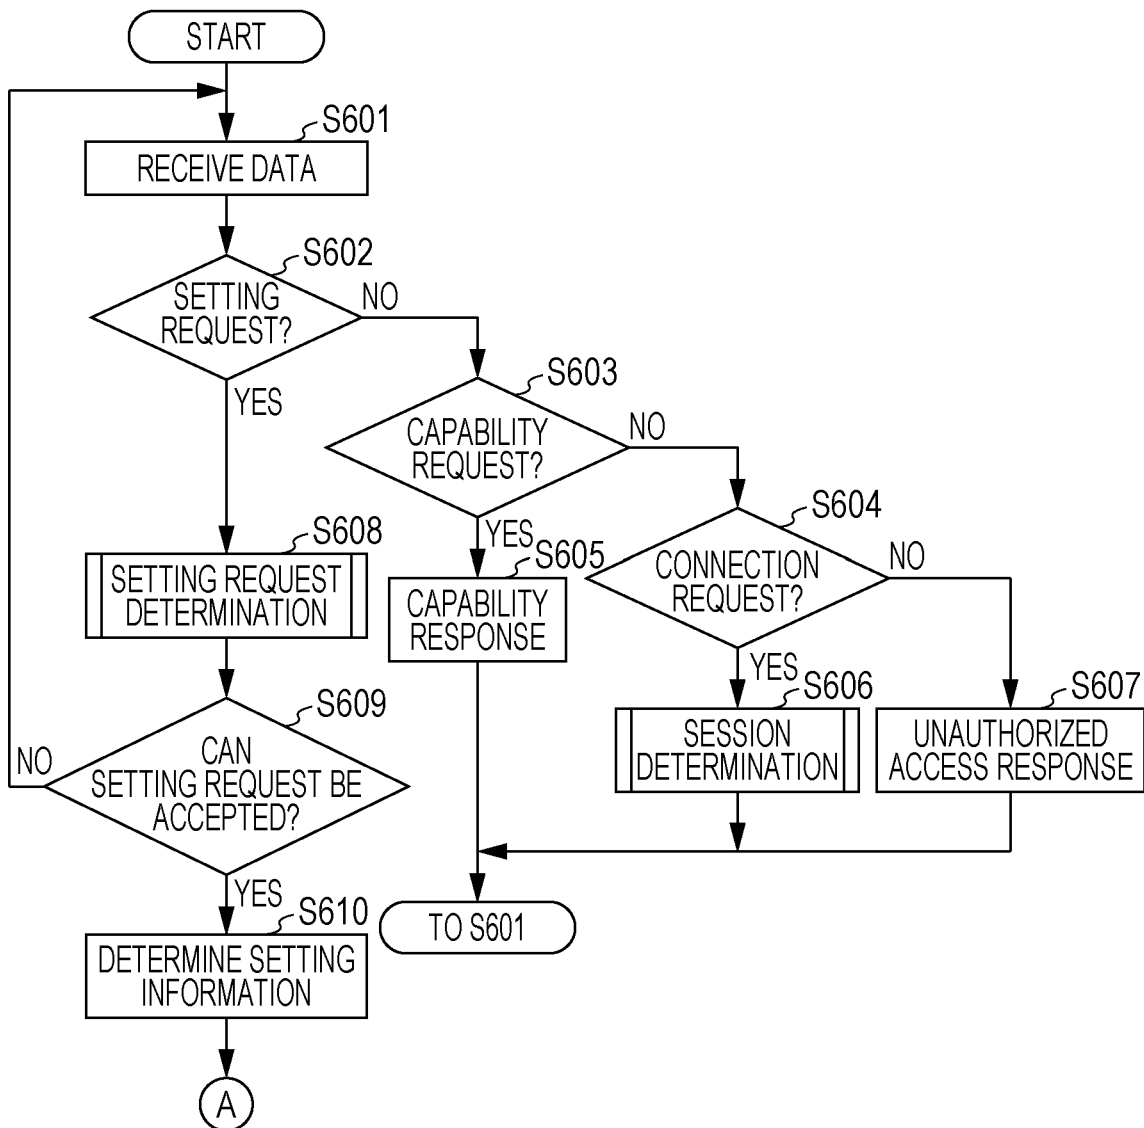 START
S601
RECEIVE DATA
S602
SETTING
REQUEST?
NO
YES
S603
CAPABILITY
REQUEST?
NO
YES
S604
CONNECTION
REQUEST?
NO
YES
S605
CAPABILITY
RESPONSE
S606
SESSION
DETERMINATION
S607
UNAUTHORIZED
ACCESS RESPONSE
S608
SETTING REQUEST
DETERMINATION
S609
CAN
SETTING REQUEST BE
ACCEPTED?
NO
YES
S610
DETERMINE SETTING
INFORMATION
TO S601
A